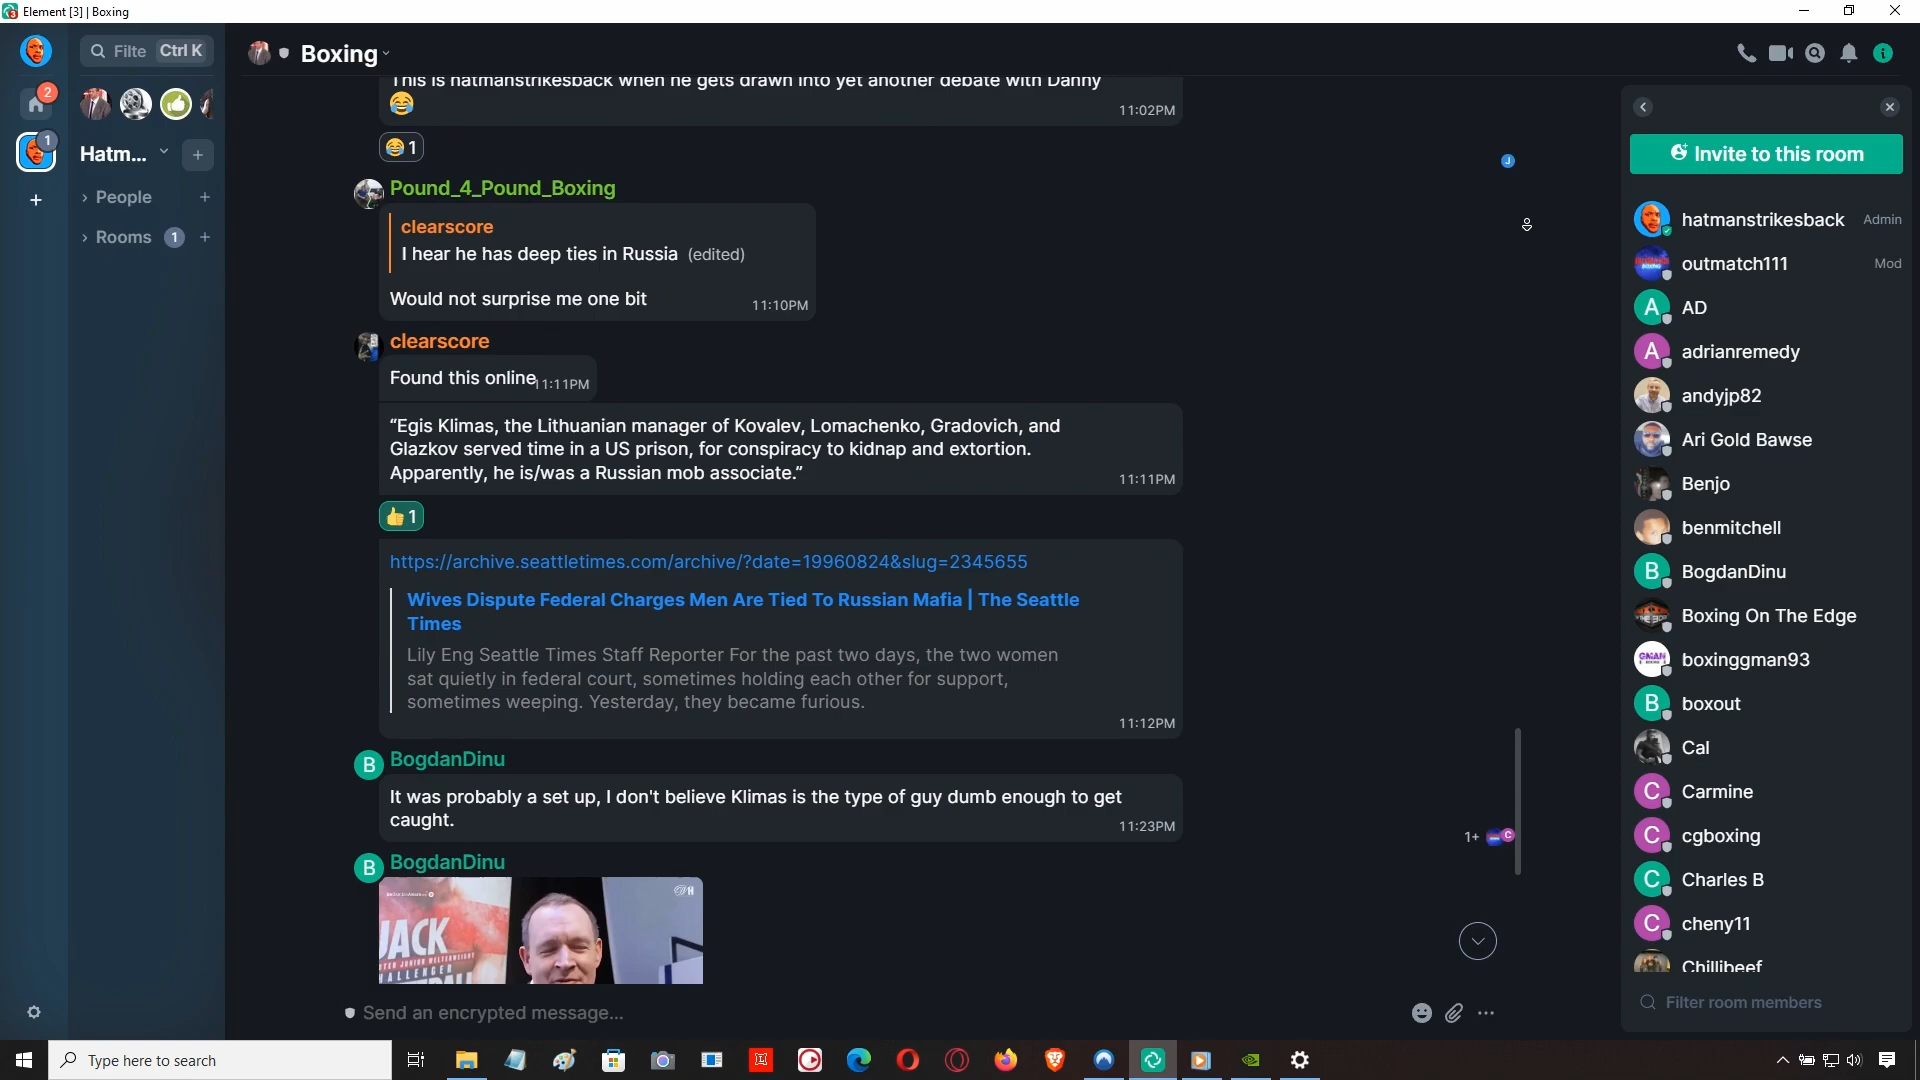 Element [3] | Boxing
Filte Ctrl K
2
1
Hatm...
People
Rooms 1
Boxing
This is hatmanstrikesback when he gets drawn into yet another debate with Danny
😂
11:02PM
😂 1
J
Pound_4_Pound_Boxing
clearscore
I hear he has deep ties in Russia (edited)
Would not surprise me one bit
11:10PM
clearscore
Found this online
11:11PM
“Egis Klimas, the Lithuanian manager of Kovalev, Lomachenko, Gradovich, and
Glazkov served time in a US prison, for conspiracy to kidnap and extortion.
Apparently, he is/was a Russian mob associate.”
11:11PM
👍 1
https://archive.seattletimes.com/archive/?date=19960824&slug=2345655
Wives Dispute Federal Charges Men Are Tied To Russian Mafia | The Seattle
Times
Lily Eng Seattle Times Staff Reporter For the past two days, the two women
sat quietly in federal court, sometimes holding each other for support,
sometimes weeping. Yesterday, they became furious.
11:12PM
B BogdanDinu
It was probably a set up, I don't believe Klimas is the type of guy dumb enough to get
caught.
11:23PM
1+ C
B BogdanDinu
JACK
Send an encrypted message...
Invite to this room
hatmanstrikesback Admin
outmatch111 Mod
A AD
A adrianremedy
andyjp82
Ari Gold Bawse
Benjo
benmitchell
B BogdanDinu
Boxing On The Edge
GMAN boxinggman93
B boxout
Cal
C Carmine
C cgboxing
C Charles B
C cheny11
Chillibeef
Filter room members
Type here to search